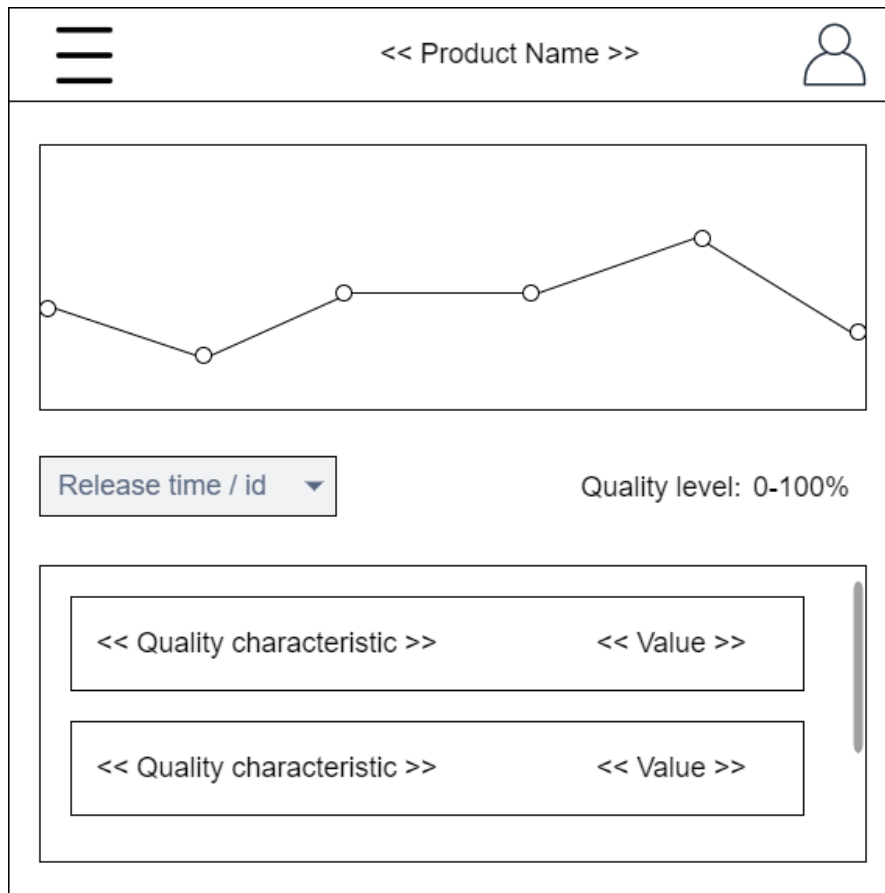 << Product Name >>
Release time / id
Quality level: 0-100%
<< Quality characteristic >> << Value >>
<< Quality characteristic >> << Value >>